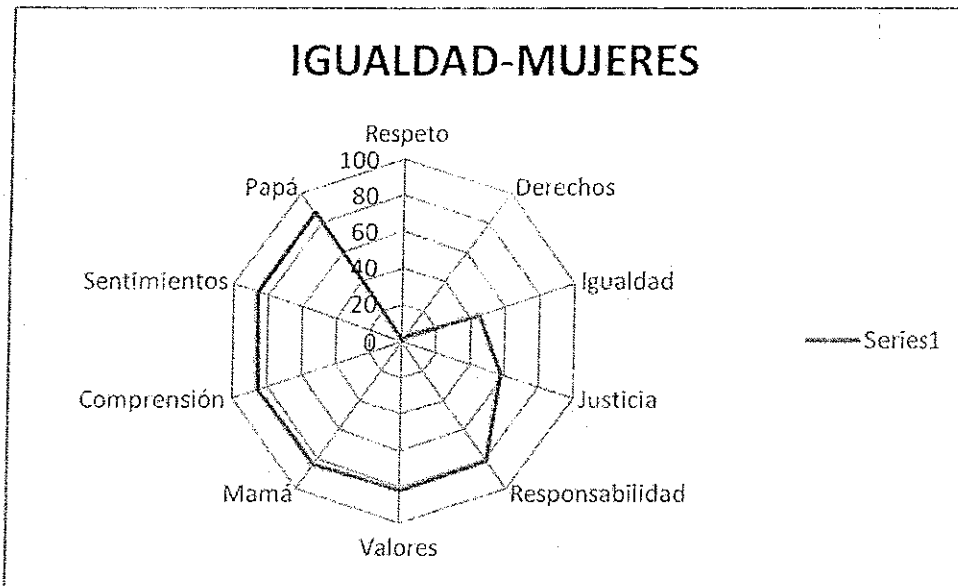 IGUALDAD-MUJERES
Respeto
100
Papá
Derechos
80
60
Sentimientos
40
Igualdad
20
0
Series1
Comprensión
Justicia
Mamá
Responsabilidad
Valores